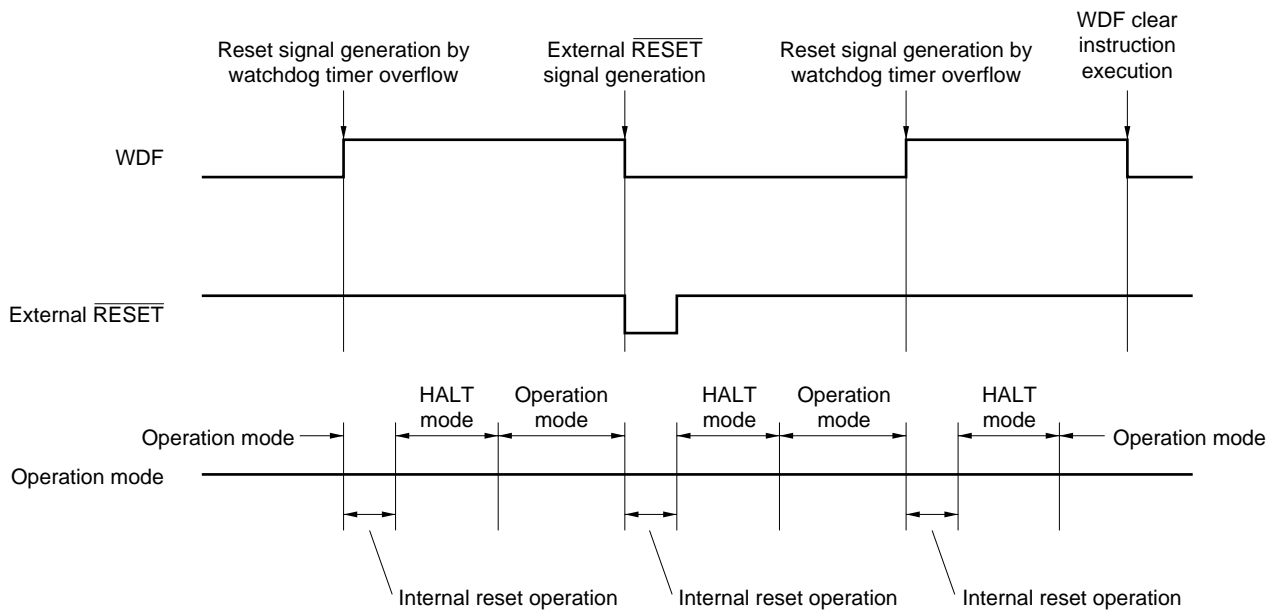 Reset signal generation by
watchdog timer overflow
External RESET
signal generation
Reset signal generation by
watchdog timer overflow
WDF clear
instruction
execution
WDF
External RESET
HALT
mode
Operation
mode
HALT
mode
Operation
mode
HALT
mode
Operation mode
Operation mode
Operation mode
Internal reset operation
Internal reset operation
Internal reset operation